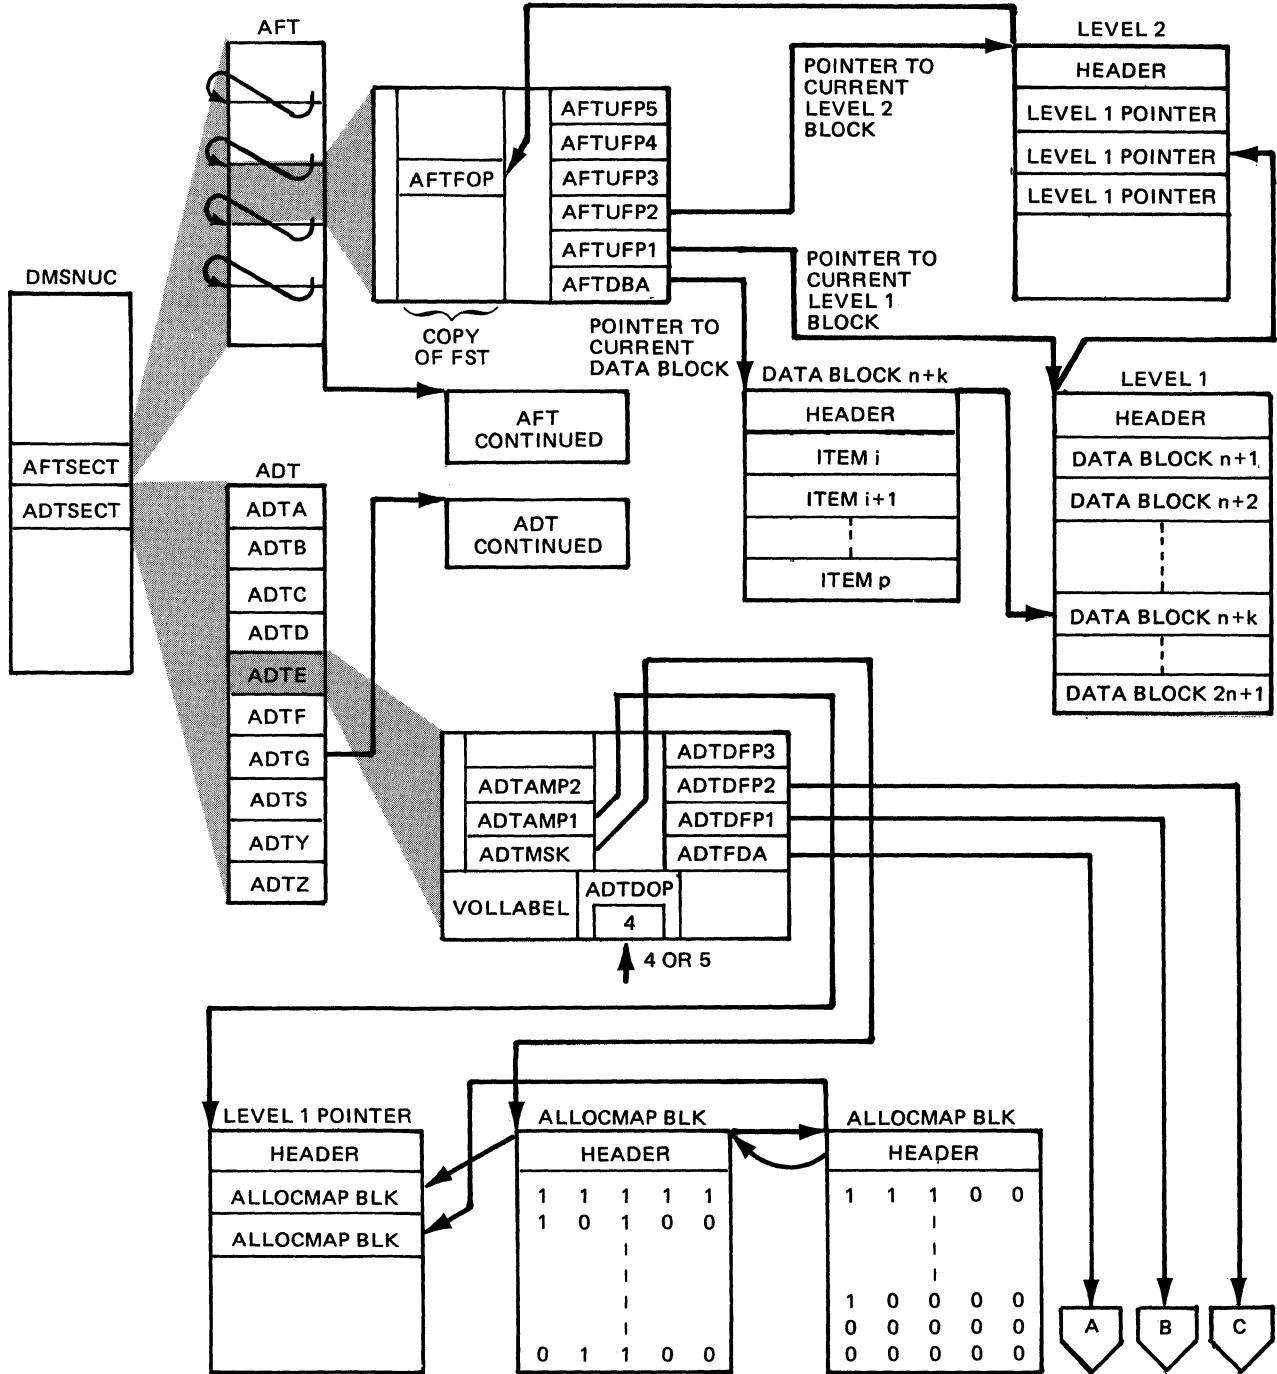 AFT
LEVEL 2
HEADER
LEVEL 1 POINTER
LEVEL 1 POINTER
LEVEL 1 POINTER
POINTER TO
CURRENT
LEVEL 2
BLOCK
AFTUFP5
AFTUFP4
AFTUFP3
AFTUFP2
AFTUFP1
AFTDBA
AFTFOP
COPY
OF FST
POINTER TO
CURRENT
LEVEL 1
BLOCK
POINTER TO
CURRENT
DATA BLOCK
DMSNUC
AFTSECT
ADTSECT
AFT
CONTINUED
DATA BLOCK n+k
HEADER
ITEM i
ITEM i+1
ITEM p
LEVEL 1
HEADER
DATA BLOCK n+1
DATA BLOCK n+2
DATA BLOCK n+k
DATA BLOCK 2n+1
ADT
ADTA
ADTB
ADTC
ADTD
ADTE
ADTF
ADTG
ADTS
ADTY
ADTZ
ADT
CONTINUED
ADTAMP2
ADTAMP1
ADTMSK
ADTDFP3
ADTDFP2
ADTDFP1
ADTFDA
VOLLABEL
ADTDOP
4
4 OR 5
LEVEL 1 POINTER
HEADER
ALLOCMAP BLK
ALLOCMAP BLK
ALLOCMAP BLK
HEADER
1 1 1 1 1
1 0 1 0 0
0 1 1 0 0
ALLOCMAP BLK
HEADER
1 1 1 0 0
1 0 0 0 0
0 0 0 0 0
0 0 0 0 0
A
B
C